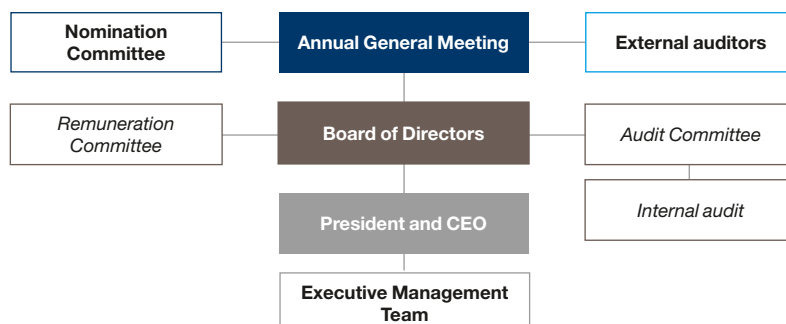 Nomination
Committee
Annual General Meeting
External auditors
Remuneration
Committee
Board of Directors
Audit Committee
Internal audit
President and CEO
Executive Management
Team